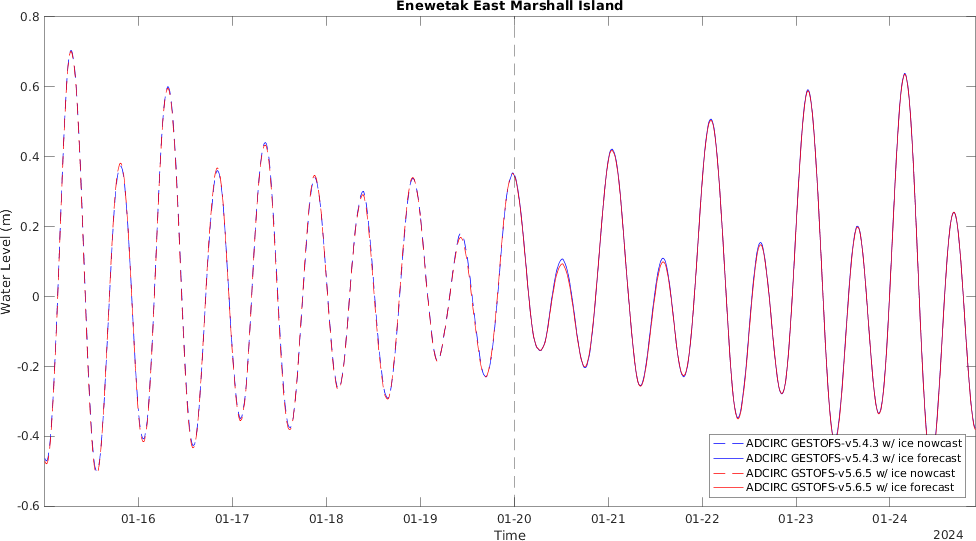 Enewetak East Marshall Island
0.8
0.6
0.4
0.2
0
-0.2
-0.4
-0.6
Water Level (m)
ADCIRC GESTOFS-v5.4.3 w/ ice nowcast
ADCIRC GESTOFS-v5.4.3 w/ ice forecast
ADCIRC GSTOFS-v5.6.5 w/ ice nowcast
ADCIRC GSTOFS-v5.6.5 w/ ice forecast
01-16 01-17 01-18 01-19 01-20 01-21 01-22 01-23 01-24
Time
2024